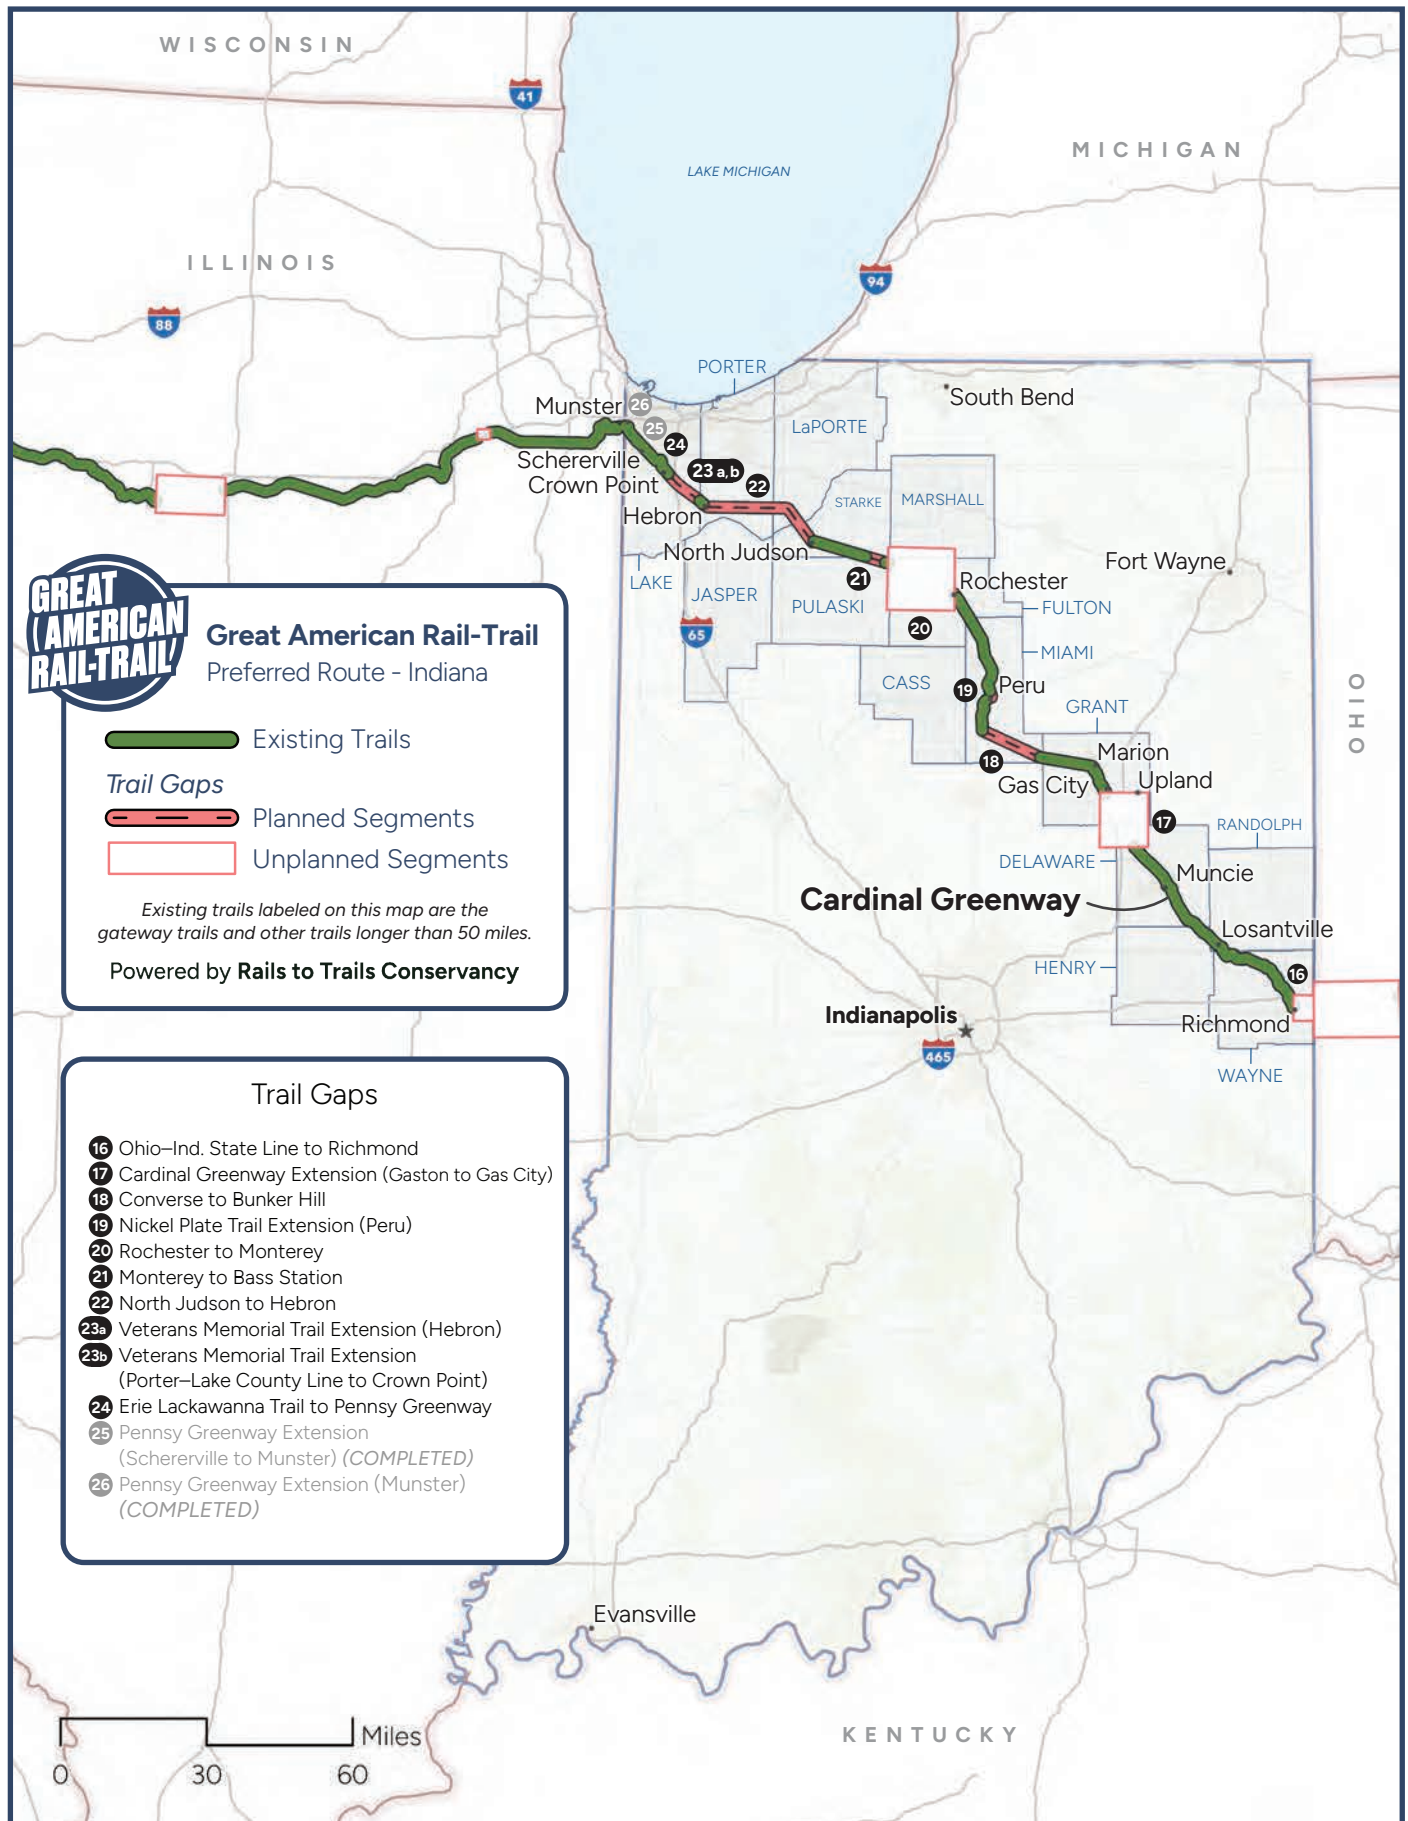 WISCONSIN
41
MICHIGAN
LAKE MICHIGAN
ILLINOIS
94
88
PORTER
Munster
26
South Bend
25
LaPORTE
24
Schererville
23 a,b
Crown Point
22
STARKE
MARSHALL
Hebron
North Judson
Fort Wayne
LAKE
21
Rochester
JASPER
PULASKI
FULTON
65
20
MIAMI
CASS
19
Peru
GRANT
OHIO
18
Marion
Gas City
Upland
17
RANDOLPH
DELAWARE
Muncie
Cardinal Greenway
Losantville
HENRY
16
Indianapolis
Richmond
465
WAYNE
GREAT
AMERICAN
RAIL-TRAIL
Great American Rail-Trail
Preferred Route - Indiana
Existing Trails
Trail Gaps
Planned Segments
Unplanned Segments
Existing trails labeled on this map are the
gateway trails and other trails longer than 50 miles.
Powered by Rails to Trails Conservancy
Trail Gaps
16 Ohio–Ind. State Line to Richmond
17 Cardinal Greenway Extension (Gaston to Gas City)
18 Converse to Bunker Hill
19 Nickel Plate Trail Extension (Peru)
20 Rochester to Monterey
21 Monterey to Bass Station
22 North Judson to Hebron
23a Veterans Memorial Trail Extension (Hebron)
23b Veterans Memorial Trail Extension
(Porter–Lake County Line to Crown Point)
24 Erie Lackawanna Trail to Pennsy Greenway
25 Pennsy Greenway Extension
(Schererville to Munster) (COMPLETED)
26 Pennsy Greenway Extension (Munster)
(COMPLETED)
Evansville
KENTUCKY
Miles
0 30 60